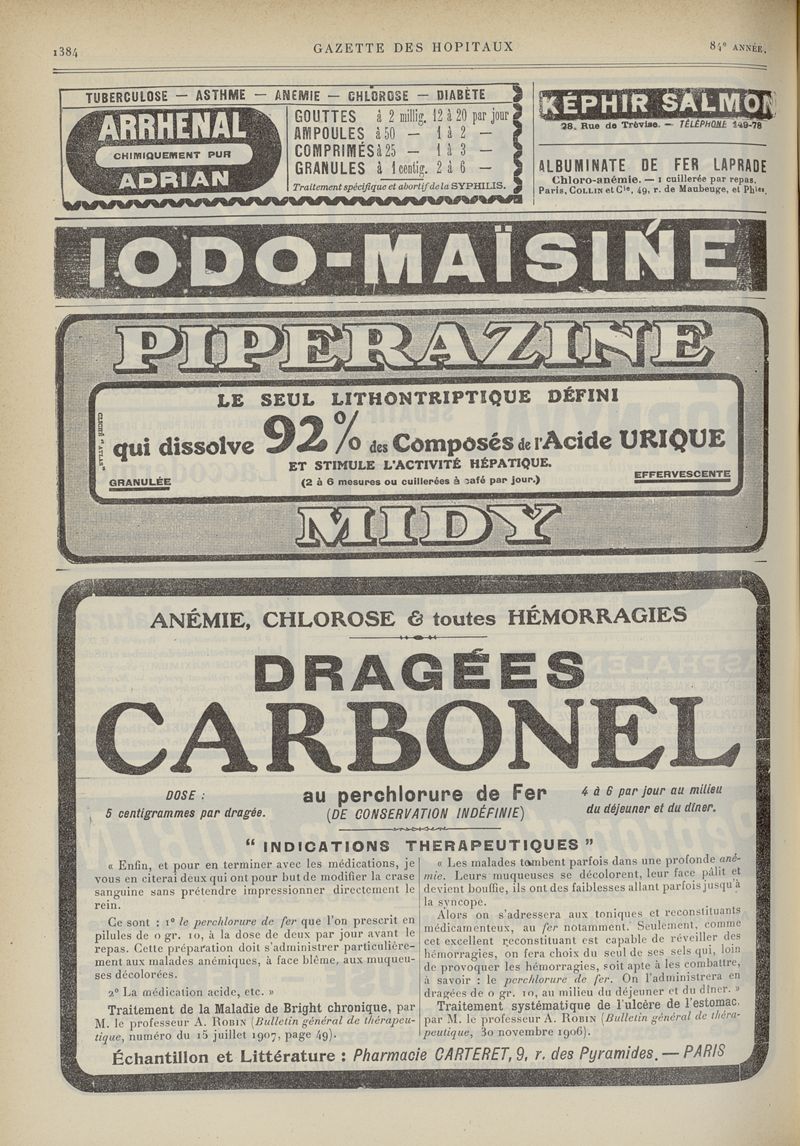 1384
GAZETTE DES HOPITAUX
84e ANNÉE.
TUBERCULOSE — ASTHME — ANEMIE — CHLOROSE — DIABÈTE
ARRHENAL
CHIMIQUEMENT PUR
ADRIAN
GOUTTES à 2 millig. 12 à 20 par jour
AMPOULES à 50 — 1 à 2 —
COMPRIMÉS à 25 — 1 à 3 —
GRANULES à 1 centig. 2 à 6 —
Traitement spécifique et abortif de la SYPHILIS.
KÉPHIR SALMON
28, Rue de Trévise. — TÉLÉPHONE 149-78
ALBUMINATE DE FER LAPRADE
Chloro-anémie. — 1 cuillerée par repas.
Paris, COLLIN et Cie, 49, r. de Maubeuge, et Phies.
IODO-MAÏSINE
PIPERAZINE
LE SEUL LITHONTRIPTIQUE DÉFINI
qui dissolve 92% des Composés de l'Acide URIQUE
ET STIMULE L'ACTIVITÉ HÉPATIQUE.
GRANULÉE
(2 à 6 mesures ou cuillerées à café par jour.)
EFFERVESCENTE
MIDY
ANÉMIE, CHLOROSE & toutes HÉMORRAGIES
DRAGÉES
CARBONEL
DOSE :
5 centigrammes par dragée.
au perchlorure de Fer
(DE CONSERVATION INDÉFINIE)
4 à 6 par jour au milieu
du déjeuner et du dîner.
“ INDICATIONS THERAPEUTIQUES ”
« Enfin, et pour en terminer avec les médications, je
vous en citerai deux qui ont pour but de modifier la crase
sanguine sans prétendre impressionner directement le
rein.
Ce sont : 1° le perchlorure de fer que l'on prescrit en
pilules de 0 gr. 10, à la dose de deux par jour avant le
repas. Cette préparation doit s'administrer particulière-
ment aux malades anémiques, à face blême, aux muqueu-
ses décolorées.
2° La médication acide, etc. »
Traitement de la Maladie de Bright chronique, par
M. le professeur A. ROBIN (Bulletin général de thérapeu-
tique, numéro du 15 juillet 1907, page 49).
« Les malades tombent parfois dans une profonde ané-
mie. Leurs muqueuses se décolorent, leur face pâlit et
devient bouffie, ils ont des faiblesses allant parfois jusqu'à
la syncope.
Alors on s'adressera aux toniques et reconstituants
médicamenteux, au fer notamment. Seulement, comme
cet excellent reconstituant est capable de réveiller des
hémorragies, on fera choix du seul de ses sels qui, loin
de provoquer les hémorragies, soit apte à les combattre,
à savoir : le perchlorure de fer. On l'administrera en
dragées de 0 gr. 10, au milieu du déjeuner et du dîner. »
Traitement systématique de l'ulcère de l'estomac,
par M. le professeur A. ROBIN (Bulletin général de théra-
peutique, 30 novembre 1906).
Échantillon et Littérature : Pharmacie CARTERET, 9, r. des Pyramides. — PARIS